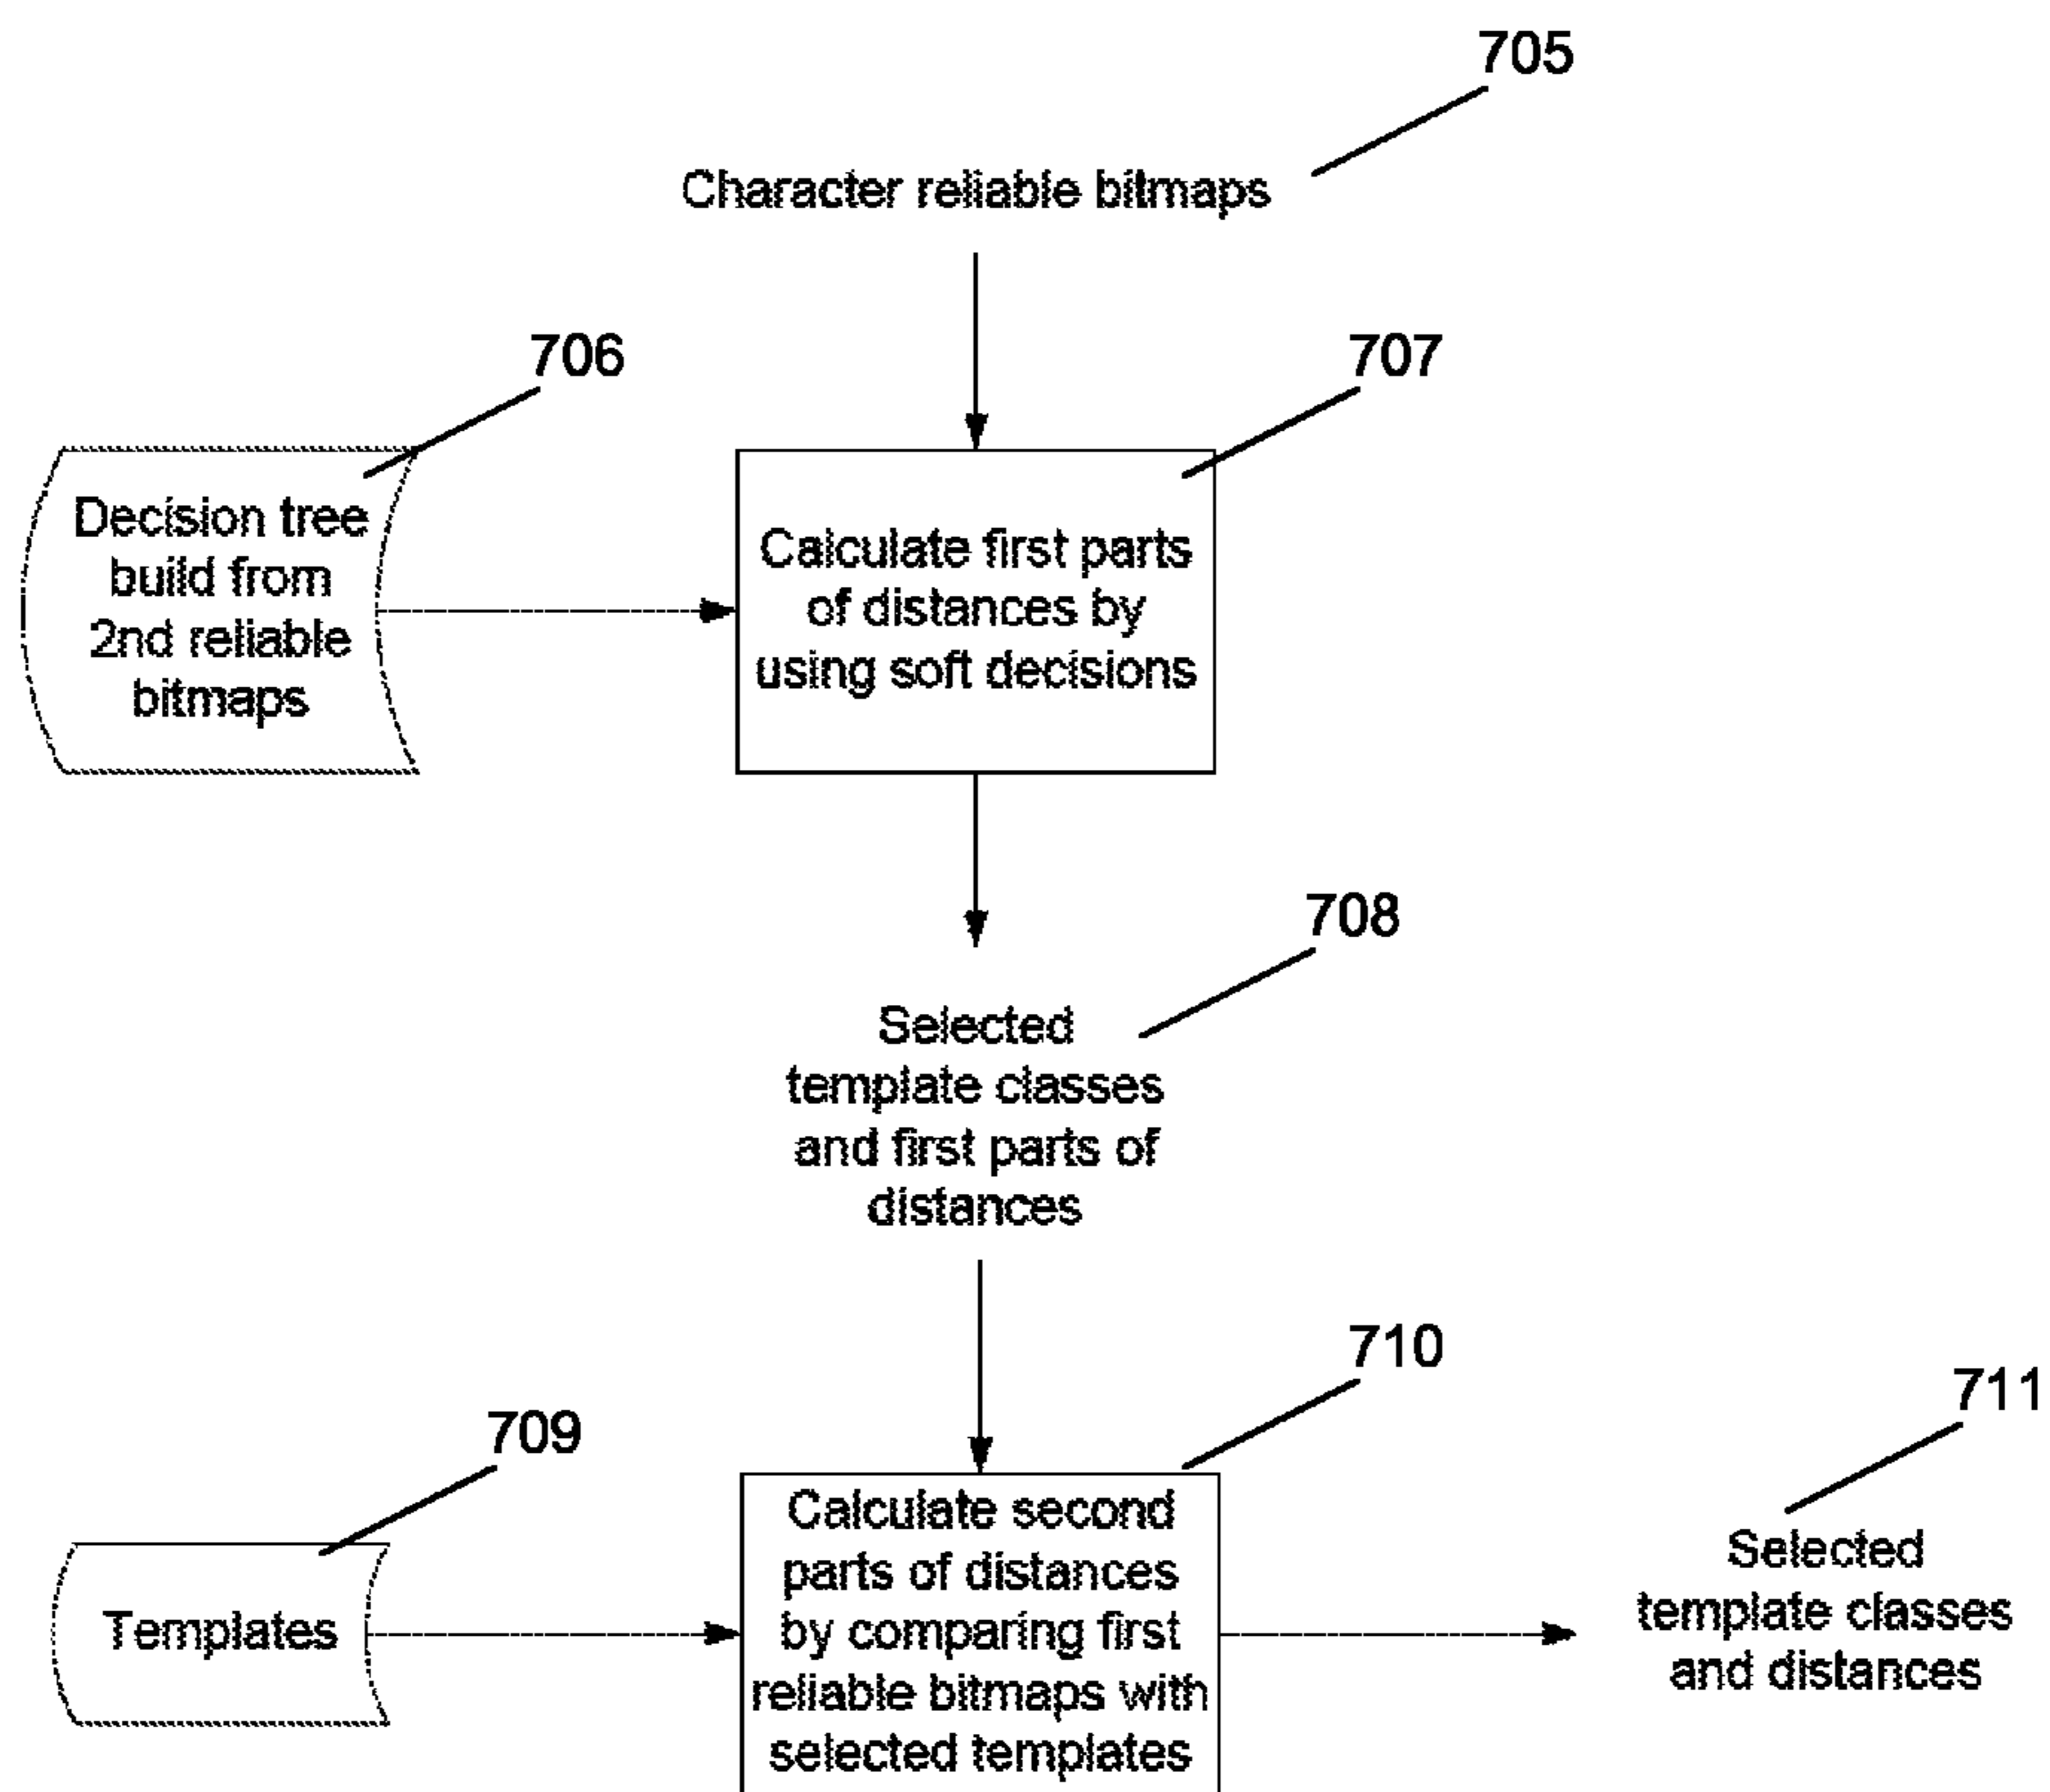 705
Character reliable bitmaps
706
707
Decision tree
build from
2nd reliable
bitmaps
Calculate first parts
of distances by
using soft decisions
708
Selected
template classes
and first parts of
distances
710
711
709
Templates
Calculate second
parts of distances
by comparing first
reliable bitmaps with
selected templates
Selected
template classes
and distances